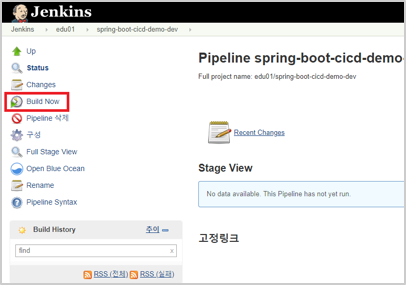 Jenkins
Jenkins edu01 spring-boot-cicd-demo-dev
Up
Status
Changes
Build Now
Pipeline 삭제
구성
Full Stage View
Open Blue Ocean
Rename
Pipeline Syntax
Build History 추이
find x
RSS (전체) RSS (실패)
Pipeline spring-boot-cicd-demo-
Full project name: edu01/spring-boot-cicd-demo-dev
Recent Changes
Stage View
No data available. This Pipeline has not yet run.
고정링크